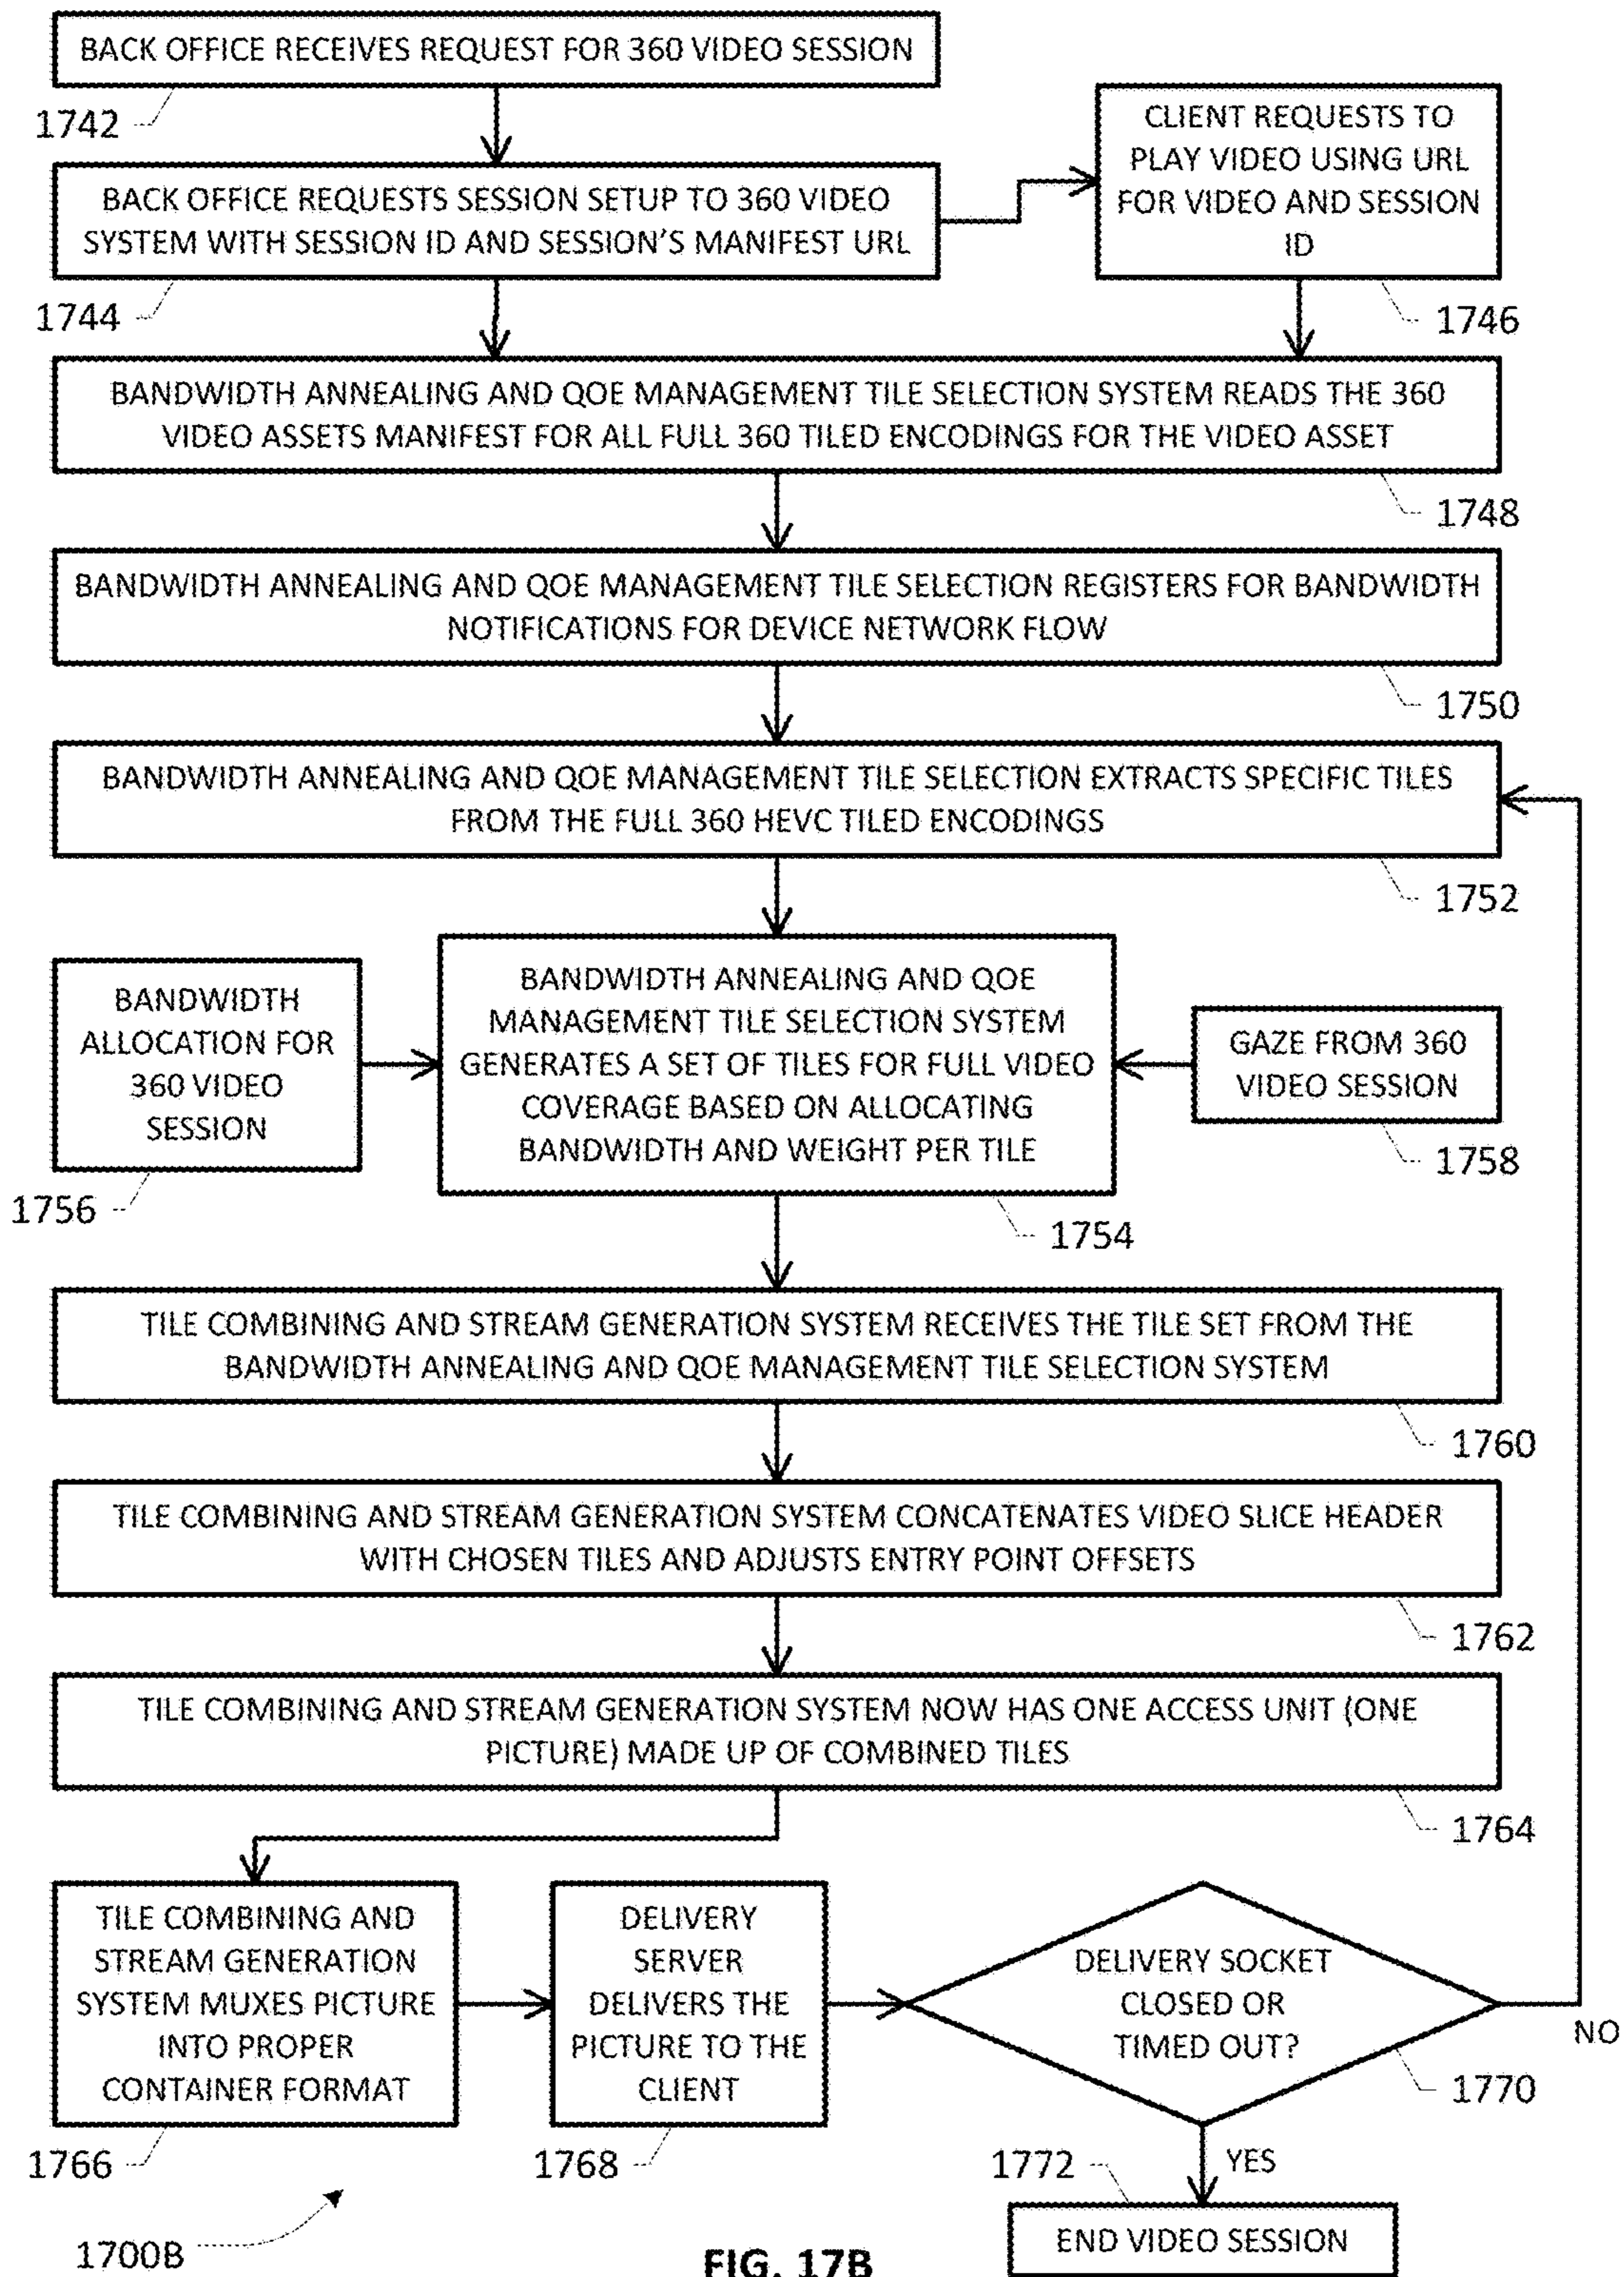 BACK OFFICE RECEIVES REQUEST FOR 360 VIDEO SESSION
1742
BACK OFFICE REQUESTS SESSION SETUP TO 360 VIDEO
SYSTEM WITH SESSION ID AND SESSION'S MANIFEST URL
1744
CLIENT REQUESTS TO
PLAY VIDEO USING URL
FOR VIDEO AND SESSION
ID
1746
BANDWIDTH ANNEALING AND QOE MANAGEMENT TILE SELECTION SYSTEM READS THE 360
VIDEO ASSETS MANIFEST FOR ALL FULL 360 TILED ENCODINGS FOR THE VIDEO ASSET
1748
BANDWIDTH ANNEALING AND QOE MANAGEMENT TILE SELECTION REGISTERS FOR BANDWIDTH
NOTIFICATIONS FOR DEVICE NETWORK FLOW
1750
BANDWIDTH ANNEALING AND QOE MANAGEMENT TILE SELECTION EXTRACTS SPECIFIC TILES
FROM THE FULL 360 HEVC TILED ENCODINGS
1752
BANDWIDTH
ALLOCATION FOR
360 VIDEO
SESSION
1756
BANDWIDTH ANNEALING AND QOE
MANAGEMENT TILE SELECTION SYSTEM
GENERATES A SET OF TILES FOR FULL VIDEO
COVERAGE BASED ON ALLOCATING
BANDWIDTH AND WEIGHT PER TILE
1754
GAZE FROM 360
VIDEO SESSION
1758
TILE COMBINING AND STREAM GENERATION SYSTEM RECEIVES THE TILE SET FROM THE
BANDWIDTH ANNEALING AND QOE MANAGEMENT TILE SELECTION SYSTEM
1760
TILE COMBINING AND STREAM GENERATION SYSTEM CONCATENATES VIDEO SLICE HEADER
WITH CHOSEN TILES AND ADJUSTS ENTRY POINT OFFSETS
1762
TILE COMBINING AND STREAM GENERATION SYSTEM NOW HAS ONE ACCESS UNIT (ONE
PICTURE) MADE UP OF COMBINED TILES
1764
TILE COMBINING AND
STREAM GENERATION
SYSTEM MUXES PICTURE
INTO PROPER
CONTAINER FORMAT
1766
DELIVERY
SERVER
DELIVERS THE
PICTURE TO THE
CLIENT
1768
DELIVERY SOCKET
CLOSED OR
TIMED OUT?
1770
NO
YES
1772
END VIDEO SESSION
1700B
FIG. 17B